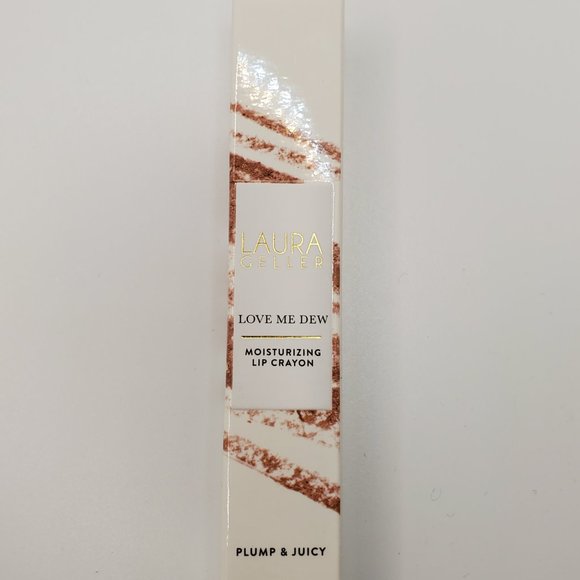 LAURA
GELLER
LOVE ME DEW
MOISTURIZING
LIP CRAYON
PLUMP & JUICY